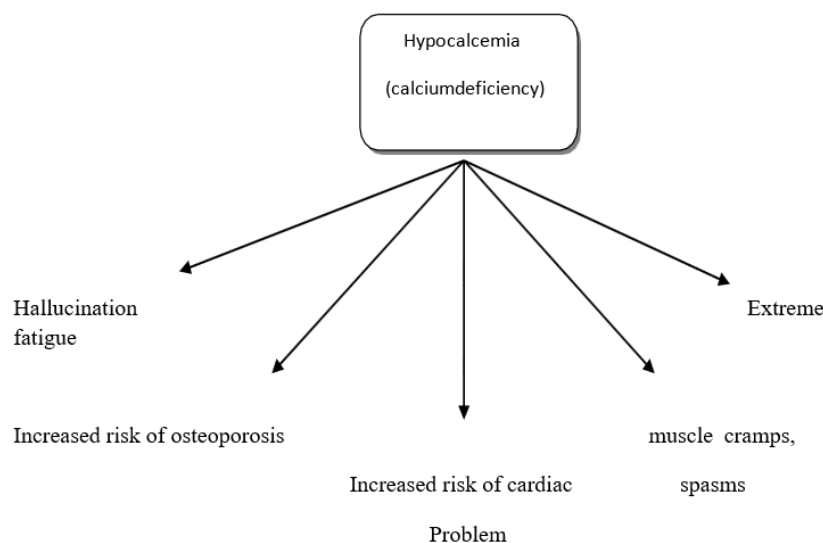 Hypocalcemia
(calciumdeficiency)
Hallucination Extreme
fatigue
Increased risk of osteoporosis muscle cramps,
Increased risk of cardiac spasms
Problem